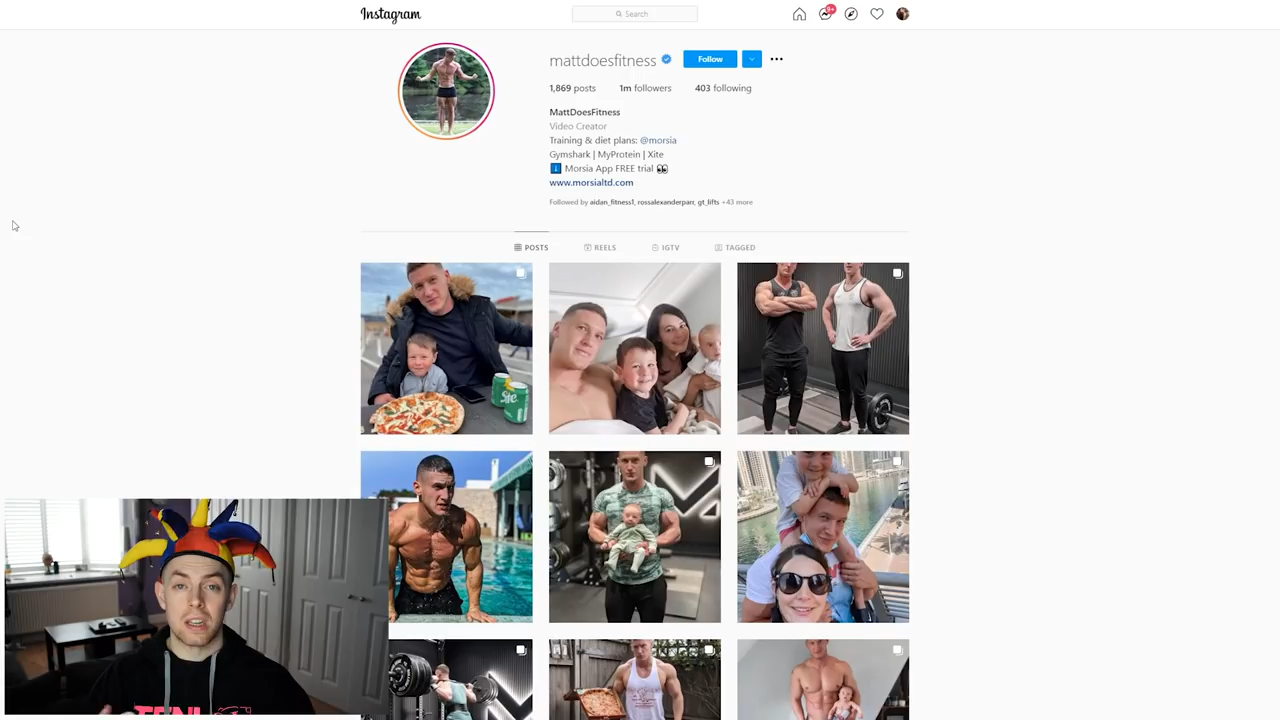 Instagram
Search
9+
mattdoesfitness Follow
1,869 posts 1m followers 403 following
MattDoesFitness
Video Creator
Training & diet plans: @morsia
Gymshark | MyProtein | Xite
Morsia App FREE trial
www.morsialtd.com
Followed by aidan_fitness1, rossalexanderparr, gt_lifts +43 more
POSTS REELS IGTV TAGGED